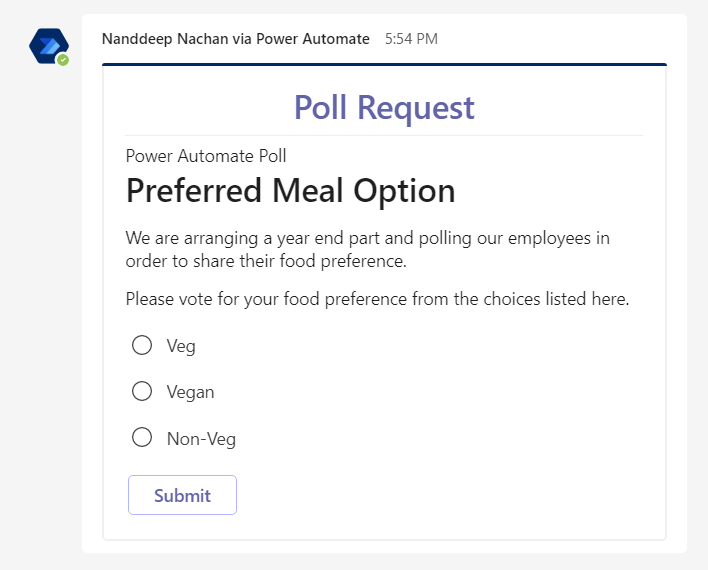 Nanddeep Nachan via Power Automate 5:54 PM
Poll Request
Power Automate Poll
Preferred Meal Option
We are arranging a year end part and polling our employees in
order to share their food preference.
Please vote for your food preference from the choices listed here.
Veg
Vegan
Non-Veg
Submit